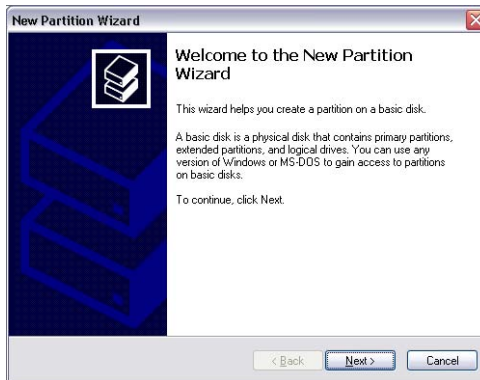 New Partition Wizard
Welcome to the New Partition
Wizard
This wizard helps you create a partition on a basic disk.
A basic disk is a physical disk that contains primary partitions,
extended partitions, and logical drives. You can use any
version of Windows or MS-DOS to gain access to partitions
on basic disks.
To continue, click Next.
< Back Next > Cancel